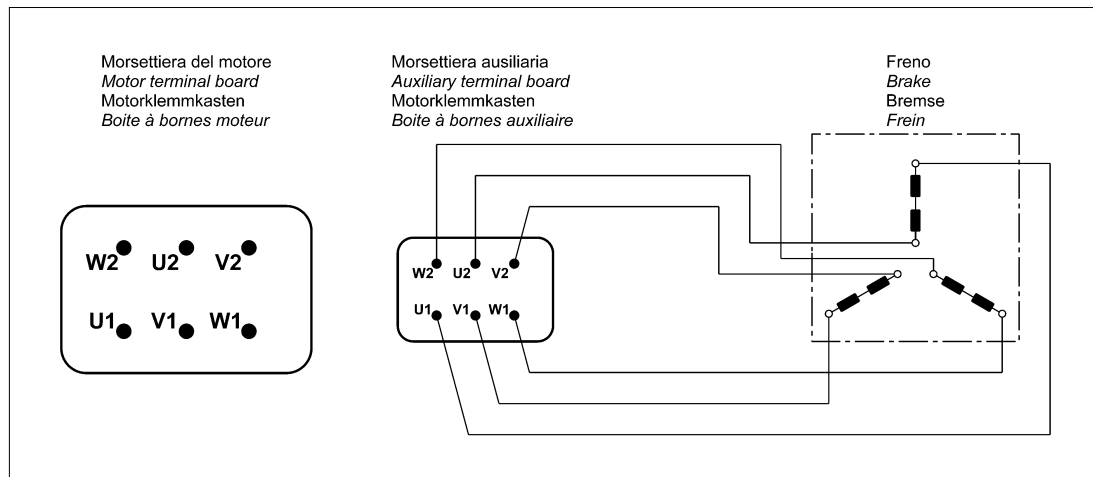 Morsettiera del motore
Motor terminal board
Motorklemmkasten
Boite à bornes moteur
Morsettiera ausiliaria
Auxiliary terminal board
Motorklemmkasten
Boite à bornes auxiliaire
Freno
Brake
Bremse
Frein
W2 U2 V2
U1 V1 W1
W2 U2 V2
U1 V1 W1